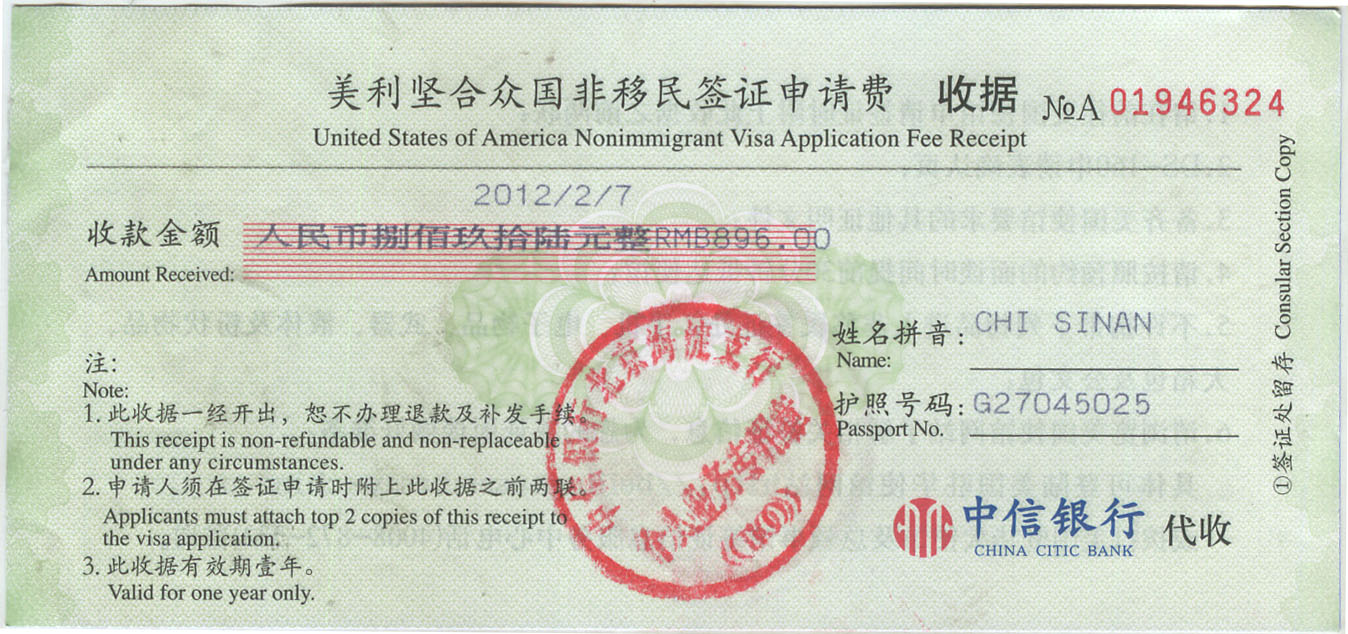 美利坚合众国非移民签证申请费 收据 №A 01946324
United States of America Nonimmigrant Visa Application Fee Receipt
2012/2/7
收款金额 人民币捌佰玖拾陆元整RMB896.00
Amount Received:
姓名拼音: CHI SINAN
Name:
护照号码: G27045025
Passport No.
注:
Note:
1. 此收据一经开出，恕不办理退款及补发手续。
This receipt is non-refundable and non-replaceable
under any circumstances.
2. 申请人须在签证申请时附上此收据之前两联。
Applicants must attach top 2 copies of this receipt to
the visa application.
3. 此收据有效期壹年。
Valid for one year only.
中信银行北京海淀支行
个人业务专用章
中信银行 代收
CHINA CITIC BANK
①签证处留存 Consular Section Copy